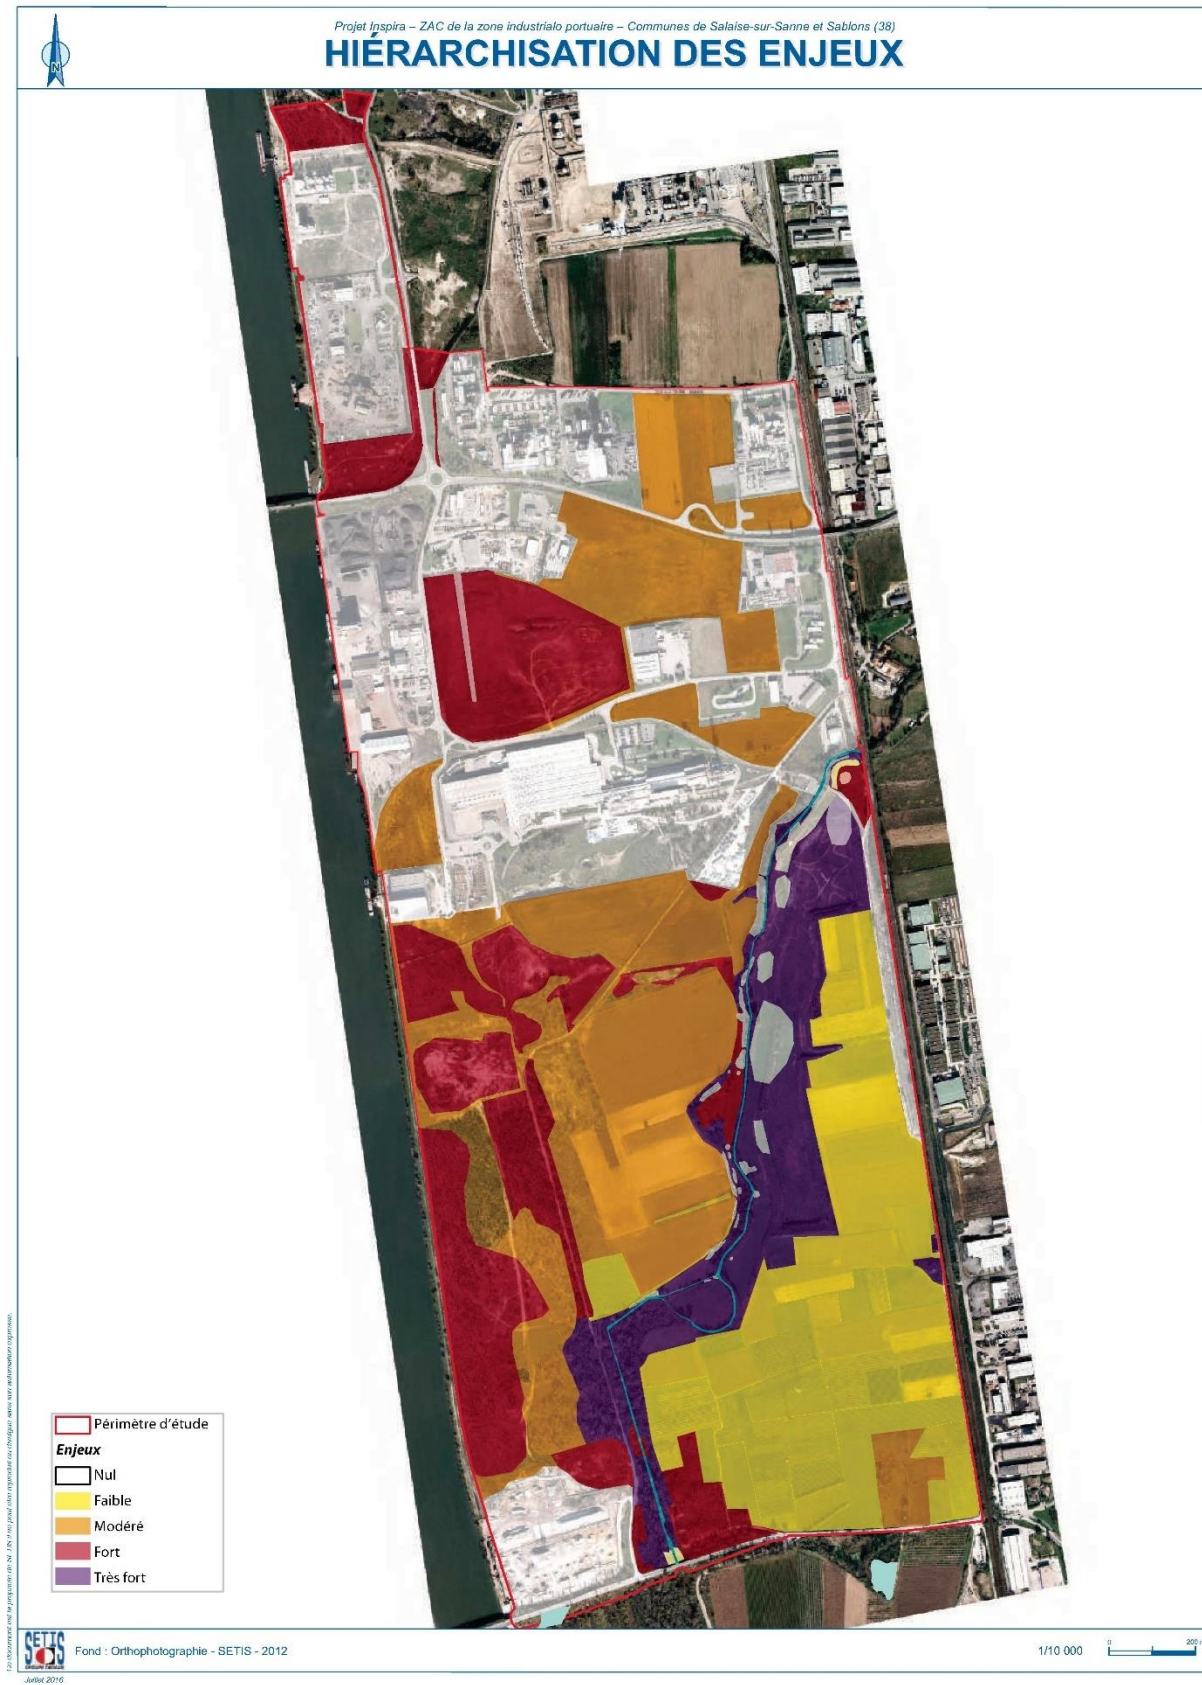 Projet Inspira – ZAC de la zone industrialo portuaire – Communes de Salaise-sur-Sanne et Sablons (38)
HIÉRARCHISATION DES ENJEUX
N
Périmètre d'étude
Enjeux
Nul
Faible
Modéré
Fort
Très fort
SETIS
Fond : Orthophotographie - SETIS - 2012
1/10 000
0
200 m
Juillet 2016